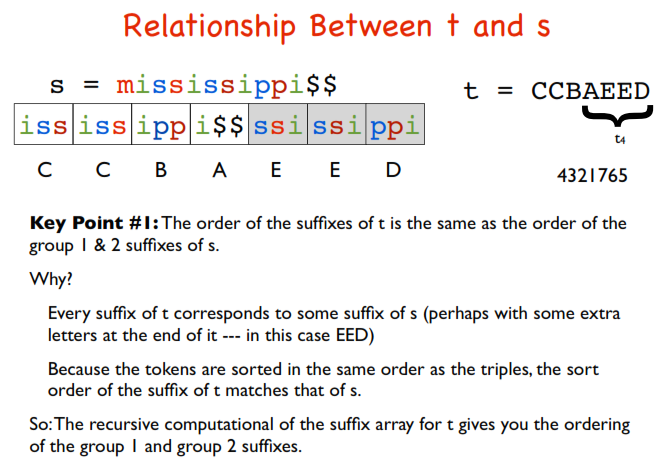 Relationship Between t and s
s = mississippi$$
t = CCBAEED
iss iss ipp i$$ ssi ssi ppi
t4
C C B A E E D
4321765
Key Point #1: The order of the suffixes of t is the same as the order of the
group 1 & 2 suffixes of s.
Why?
Every suffix of t corresponds to some suffix of s (perhaps with some extra
letters at the end of it --- in this case EED)
Because the tokens are sorted in the same order as the triples, the sort
order of the suffix of t matches that of s.
So: The recursive computational of the suffix array for t gives you the ordering
of the group 1 and group 2 suffixes.